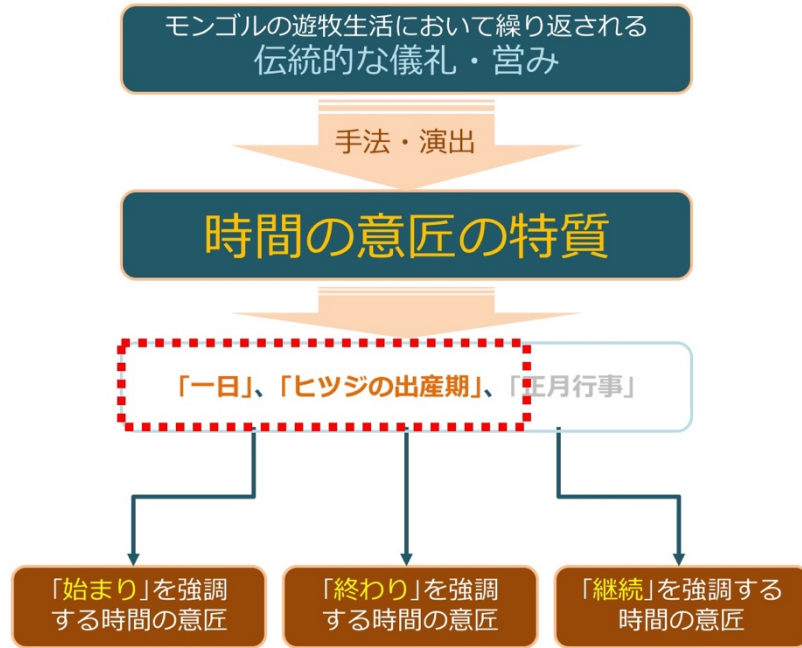 モンゴルの遊牧生活において繰り返される
伝統的な儀礼・営み
手法・演出
時間の意匠の特質
「一日」、「ヒツジの出産期」、「正月行事」
「始まり」を強調
する時間の意匠
「終わり」を強調
する時間の意匠
「継続」を強調する
時間の意匠